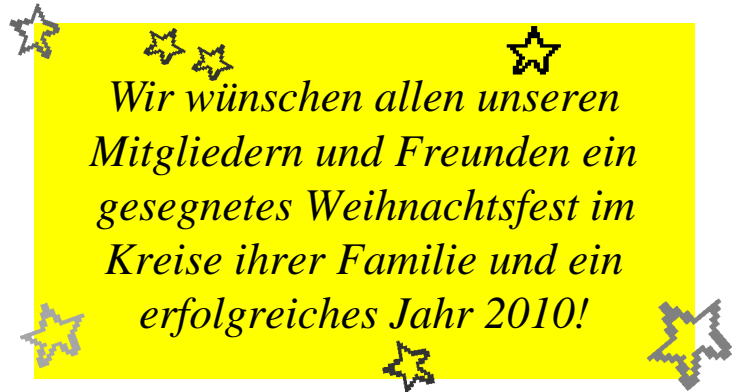 Wir wünschen allen unseren
Mitgliedern und Freunden ein
gesegnetes Weihnachtsfest im
Kreise ihrer Familie und ein
erfolgreiches Jahr 2010!